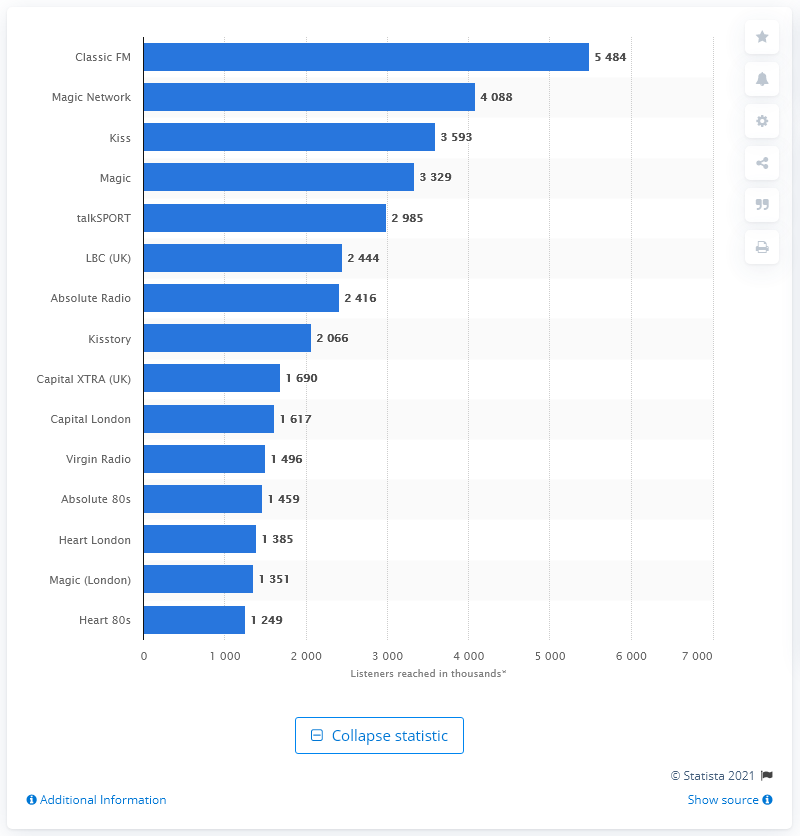 Classic FM 5 484
Magic Network 4 088
Kiss 3 593
Magic 3 329
talkSPORT 2 985
LBC (UK) 2 444
Absolute Radio 2 416
Kisstory 2 066
Capital XTRA (UK) 1 690
Capital London 1 617
Virgin Radio 1 496
Absolute 80s 1 459
Heart London 1 385
Magic (London) 1 351
Heart 80s 1 249
0 1 000 2 000 3 000 4 000 5 000 6 000 7 000
Listeners reached in thousands*
Collapse statistic
© Statista 2021
Additional Information Show source